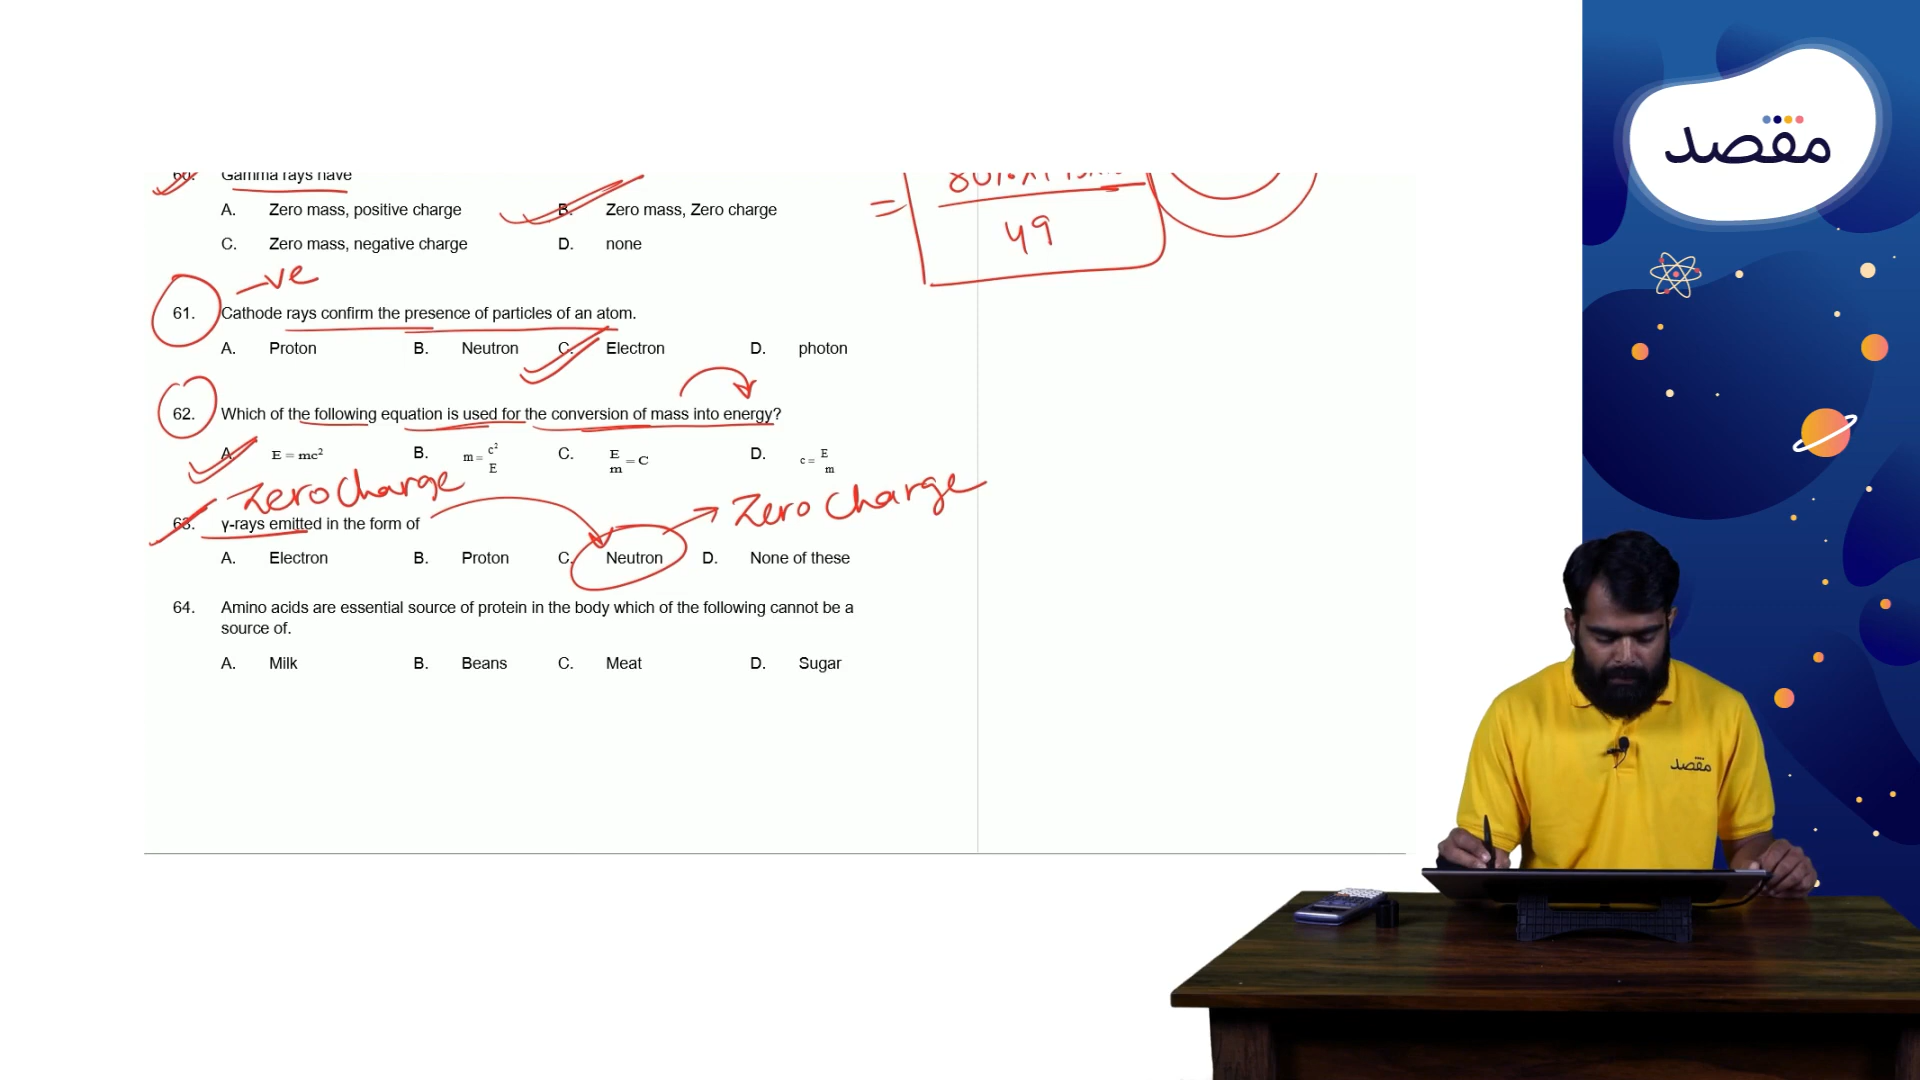 60. Gamma rays have
A. Zero mass, positive charge B. Zero mass, Zero charge
C. Zero mass, negative charge D. none
=
49
-ve
61. Cathode rays confirm the presence of particles of an atom.
A. Proton B. Neutron C. Electron D. photon
62. Which of the following equation is used for the conversion of mass into energy?
A. E = mc² B. m = c²/E C. E/m = C D. c = E/m
Zero Charge
63. γ-rays emitted in the form of
Zero Charge
A. Electron B. Proton C. Neutron D. None of these
64. Amino acids are essential source of protein in the body which of the following cannot be a
source of.
A. Milk B. Beans C. Meat D. Sugar
مقصد
مقصد